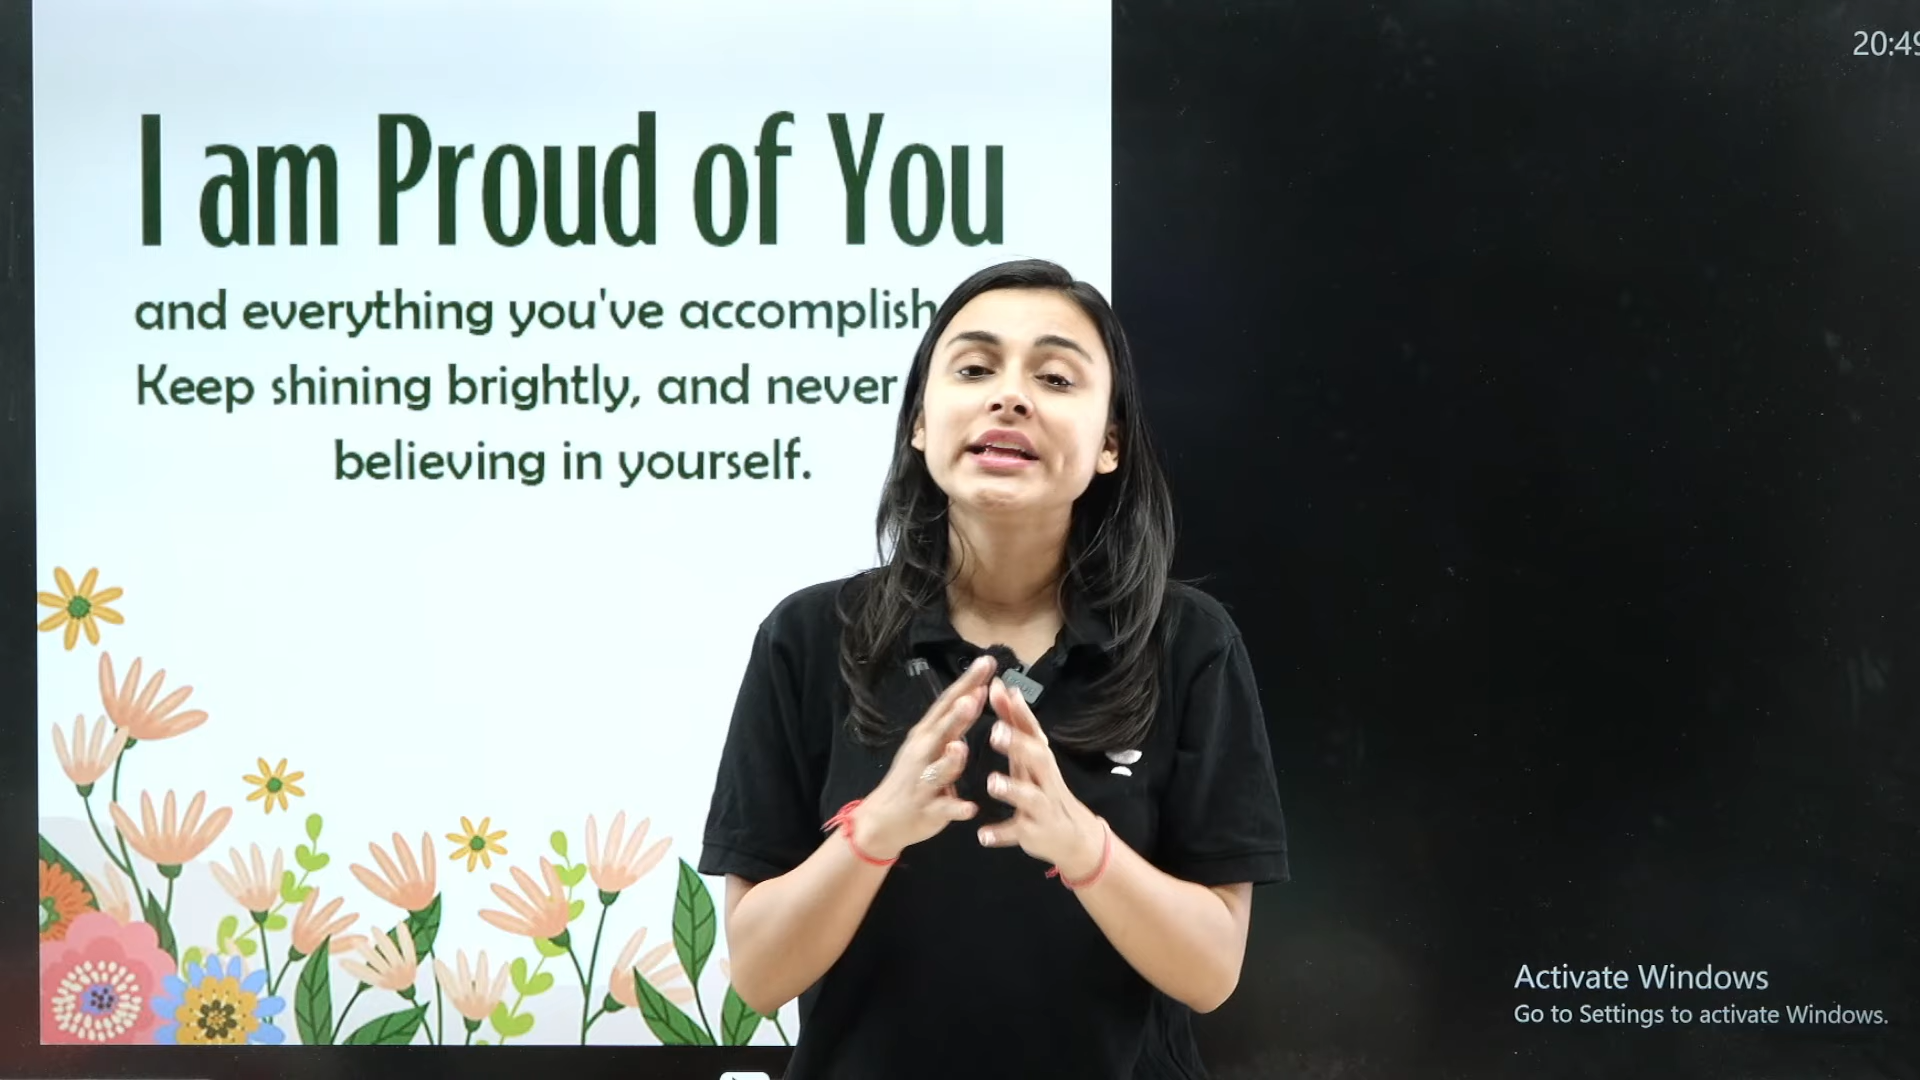 20:49
I am Proud of You
and everything you've accomplish
Keep shining brightly, and never
believing in yourself.
Activate Windows
Go to Settings to activate Windows.